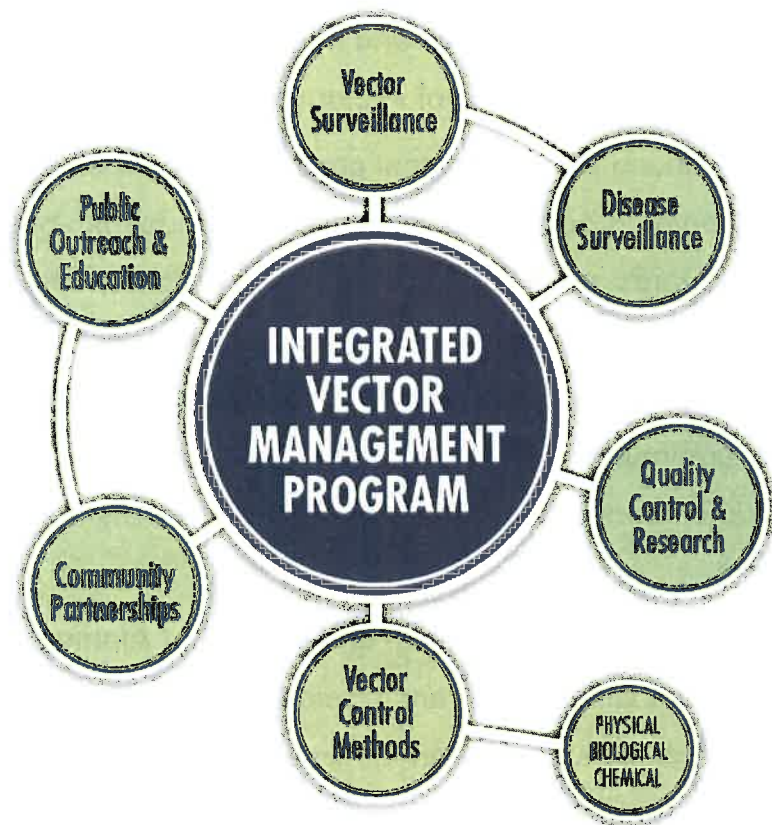 Vector
Surveillance
Disease
Surveillance
Public
Outreach &
Education
INTEGRATED
VECTOR
MANAGEMENT
PROGRAM
Quality
Control &
Research
Community
Partnerships
Vector
Control
Methods
PHYSICAL
BIOLOGICAL
CHEMICAL